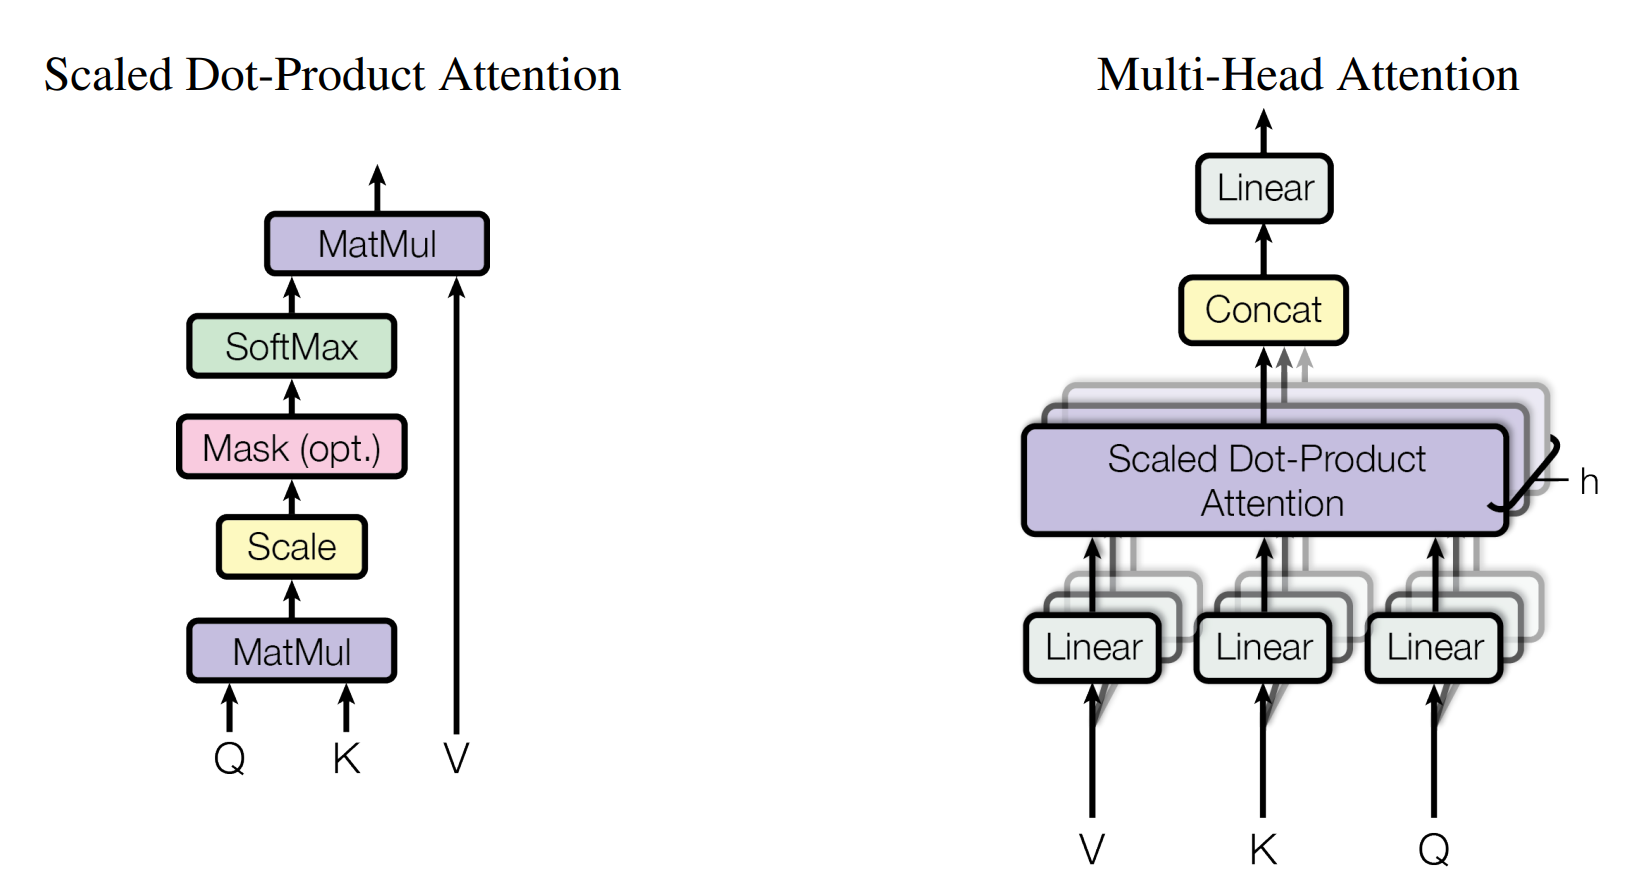 Scaled Dot-Product Attention
MatMul
SoftMax
Mask (opt.)
Scale
MatMul
Q K V
Multi-Head Attention
Linear
Concat
Scaled Dot-Product
Attention
h
Linear Linear Linear
V K Q